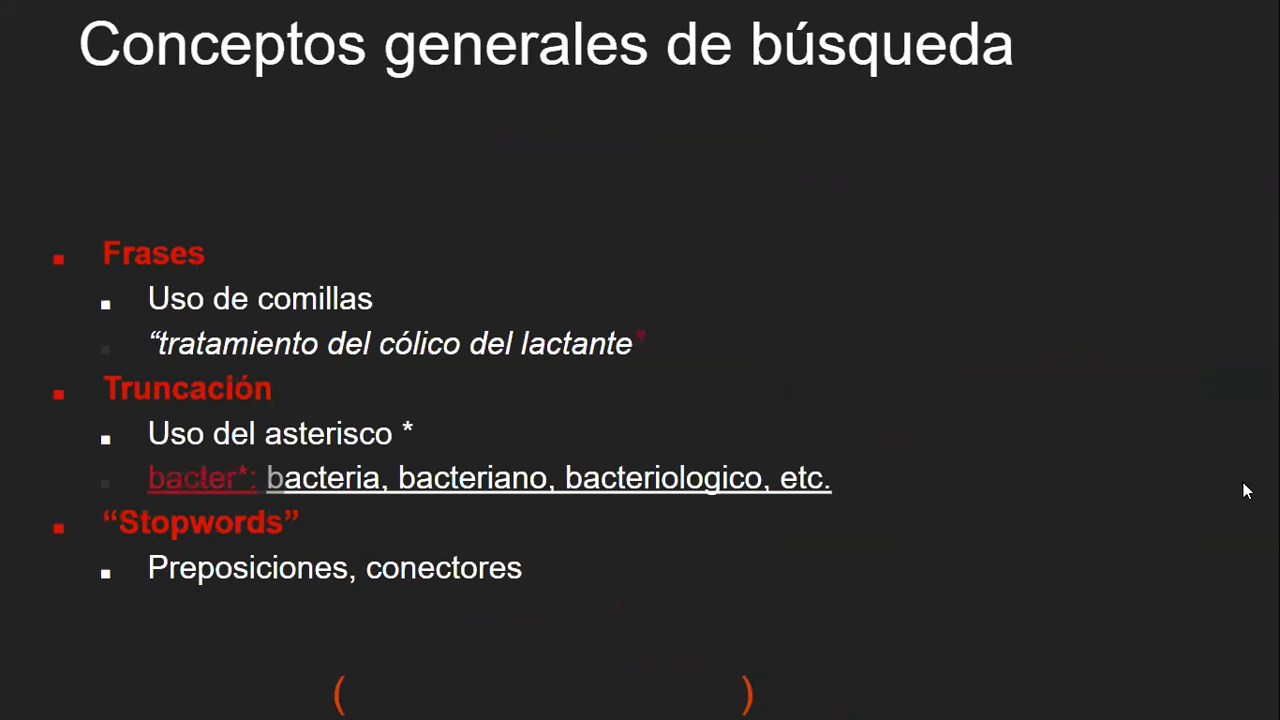 Conceptos generales de búsqueda
▪ Frases
▪ Uso de comillas
▪ “tratamiento del cólico del lactante”
▪ Truncación
▪ Uso del asterisco *
▪ bacter*: bacteria, bacteriano, bacteriologico, etc.
▪ “Stopwords”
▪ Preposiciones, conectores
( )